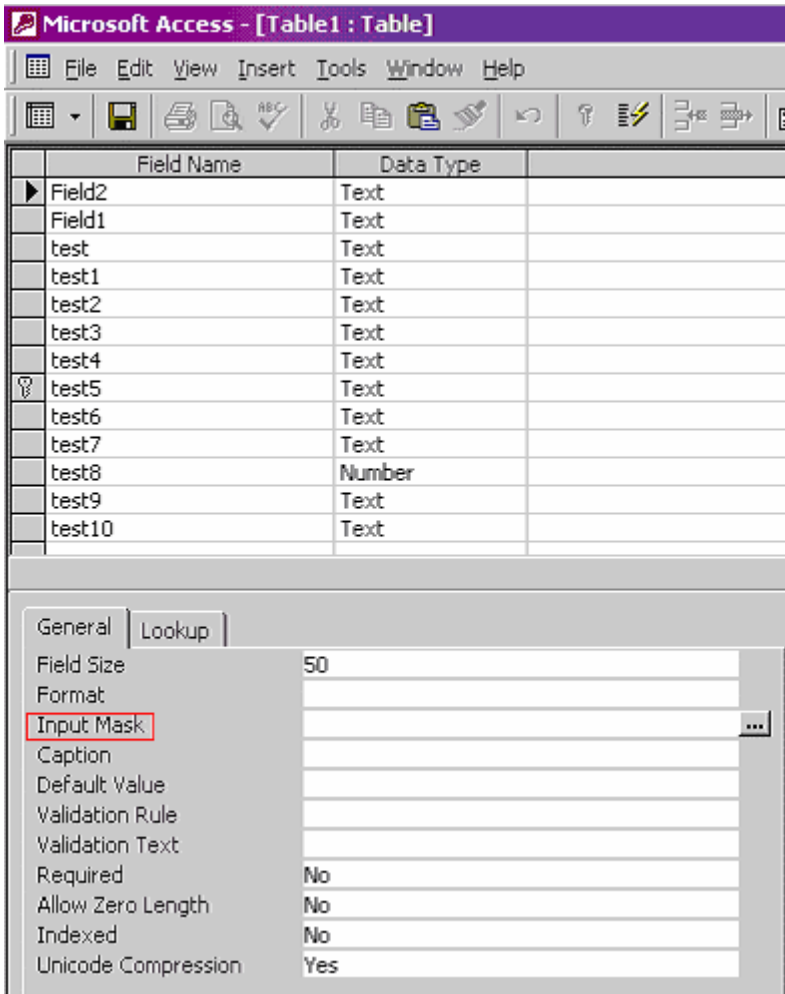 Microsoft Access - [Table1 : Table]
File Edit View Insert Tools Window Help
ABC
Field Name Data Type
Field2 Text
Field1 Text
test Text
test1 Text
test2 Text
test3 Text
test4 Text
test5 Text
test6 Text
test7 Text
test8 Number
test9 Text
test10 Text
General Lookup
Field Size 50
Format
Input Mask ...
Caption
Default Value
Validation Rule
Validation Text
Required No
Allow Zero Length No
Indexed No
Unicode Compression Yes